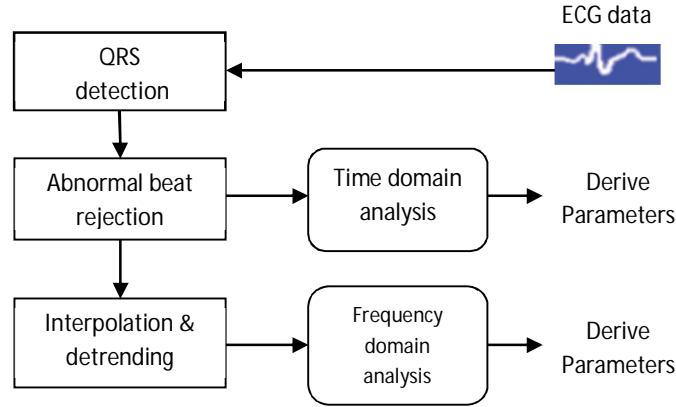 ECG data
QRS
detection
Abnormal beat
rejection
Time domain
analysis
Derive
Parameters
Interpolation &
detrending
Frequency
domain
analysis
Derive
Parameters